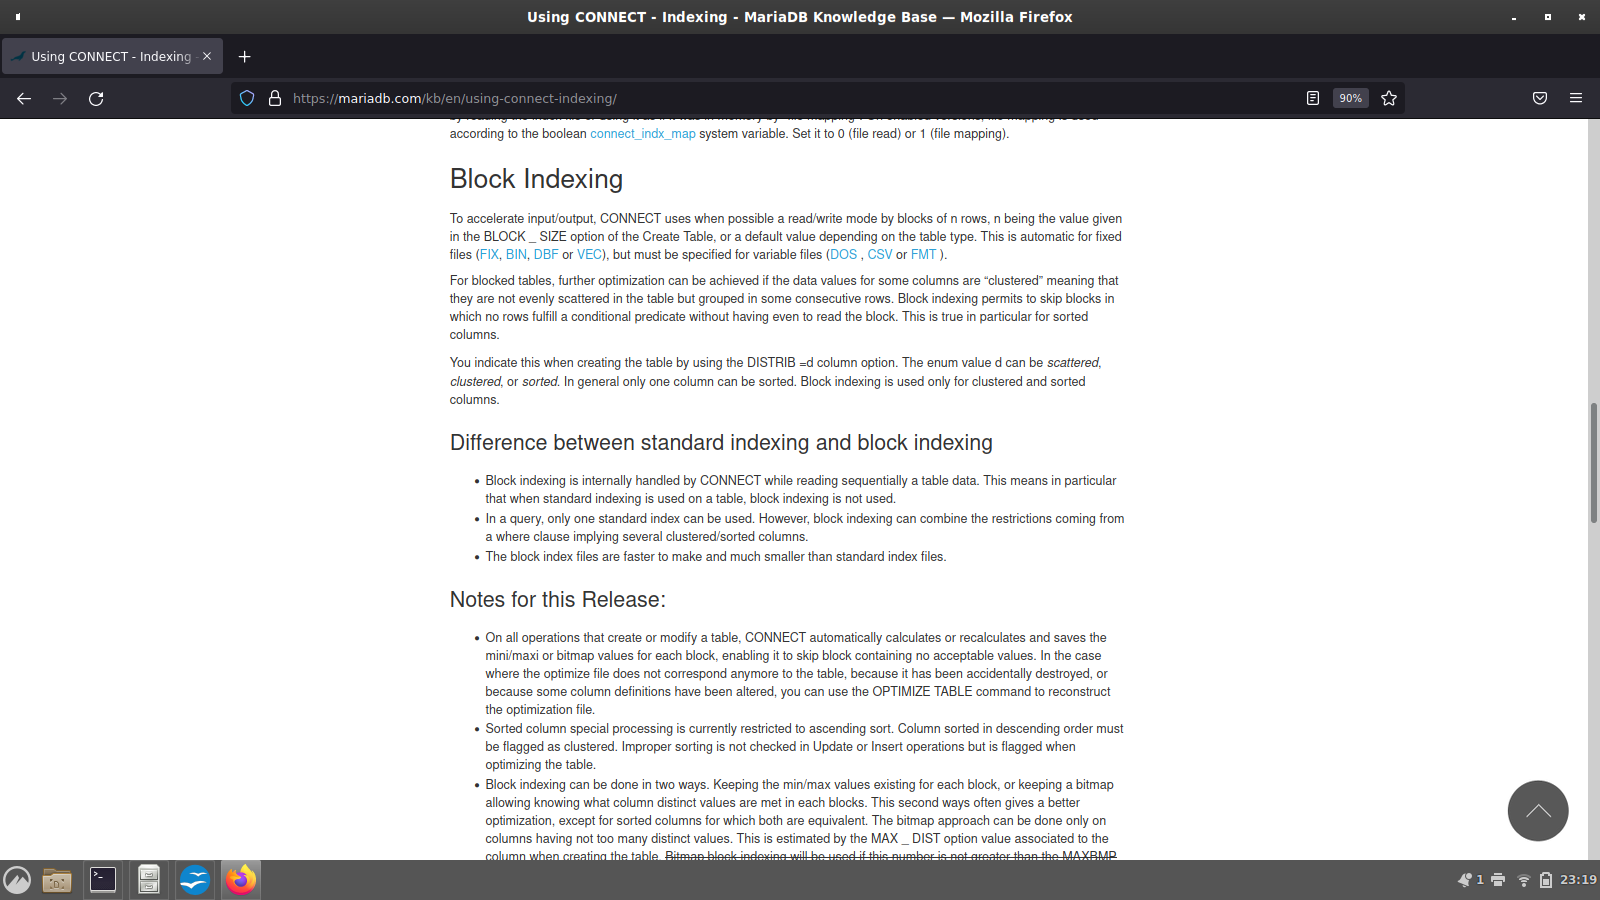 Using CONNECT - Indexing - MariaDB Knowledge Base — Mozilla Firefox
Using CONNECT - Indexing
https://mariadb.com/kb/en/using-connect-indexing/
90%
according to the boolean connect_indx_map system variable. Set it to 0 (file read) or 1 (file mapping).
Block Indexing
To accelerate input/output, CONNECT uses when possible a read/write mode by blocks of n rows, n being the value given
in the BLOCK _ SIZE option of the Create Table, or a default value depending on the table type. This is automatic for fixed
files (FIX, BIN, DBF or VEC), but must be specified for variable files (DOS , CSV or FMT ).
For blocked tables, further optimization can be achieved if the data values for some columns are “clustered” meaning that
they are not evenly scattered in the table but grouped in some consecutive rows. Block indexing permits to skip blocks in
which no rows fulfill a conditional predicate without having even to read the block. This is true in particular for sorted
columns.
You indicate this when creating the table by using the DISTRIB =d column option. The enum value d can be scattered,
clustered, or sorted. In general only one column can be sorted. Block indexing is used only for clustered and sorted
columns.
Difference between standard indexing and block indexing
• Block indexing is internally handled by CONNECT while reading sequentially a table data. This means in particular
that when standard indexing is used on a table, block indexing is not used.
• In a query, only one standard index can be used. However, block indexing can combine the restrictions coming from
a where clause implying several clustered/sorted columns.
• The block index files are faster to make and much smaller than standard index files.
Notes for this Release:
• On all operations that create or modify a table, CONNECT automatically calculates or recalculates and saves the
mini/maxi or bitmap values for each block, enabling it to skip block containing no acceptable values. In the case
where the optimize file does not correspond anymore to the table, because it has been accidentally destroyed, or
because some column definitions have been altered, you can use the OPTIMIZE TABLE command to reconstruct
the optimization file.
• Sorted column special processing is currently restricted to ascending sort. Column sorted in descending order must
be flagged as clustered. Improper sorting is not checked in Update or Insert operations but is flagged when
optimizing the table.
• Block indexing can be done in two ways. Keeping the min/max values existing for each block, or keeping a bitmap
allowing knowing what column distinct values are met in each blocks. This second ways often gives a better
optimization, except for sorted columns for which both are equivalent. The bitmap approach can be done only on
columns having not too many distinct values. This is estimated by the MAX _ DIST option value associated to the
column when creating the table. Bitmap block indexing will be used if this number is not greater than the MAXBMP
1
23:19